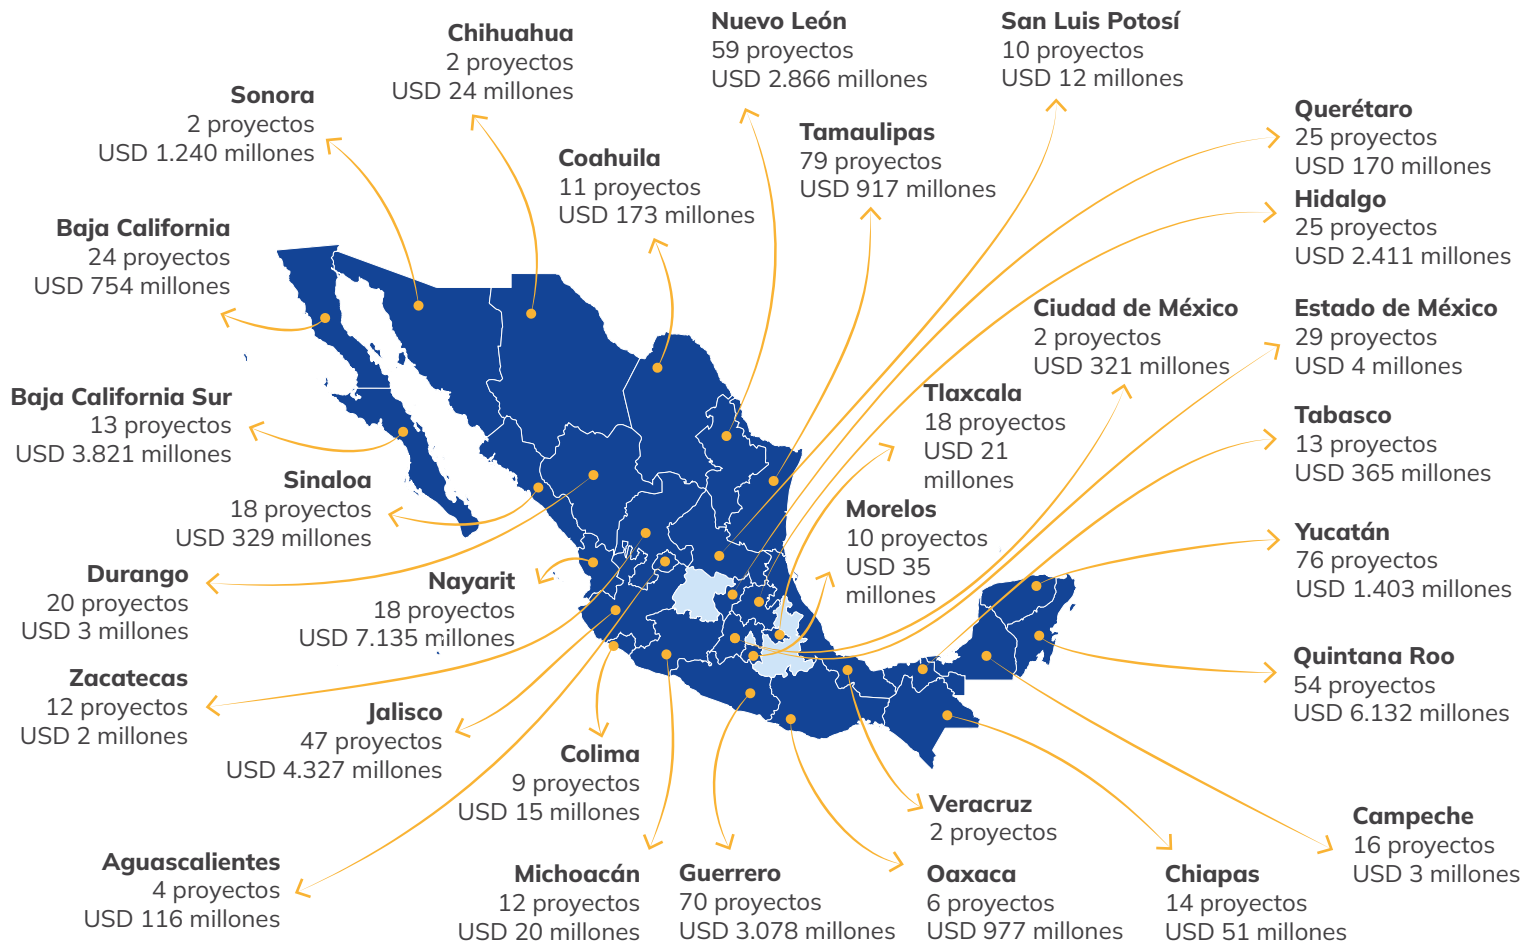 Chihuahua
2 proyectos
USD 24 millones
Nuevo León
59 proyectos
USD 2.866 millones
San Luis Potosí
10 proyectos
USD 12 millones
Sonora
2 proyectos
USD 1.240 millones
Coahuila
11 proyectos
USD 173 millones
Tamaulipas
79 proyectos
USD 917 millones
Querétaro
25 proyectos
USD 170 millones
Hidalgo
25 proyectos
USD 2.411 millones
Baja California
24 proyectos
USD 754 millones
Ciudad de México
2 proyectos
USD 321 millones
Estado de México
29 proyectos
USD 4 millones
Baja California Sur
13 proyectos
USD 3.821 millones
Tlaxcala
18 proyectos
USD 21
millones
Tabasco
13 proyectos
USD 365 millones
Sinaloa
18 proyectos
USD 329 millones
Morelos
10 proyectos
USD 35
millones
Yucatán
76 proyectos
USD 1.403 millones
Durango
20 proyectos
USD 3 millones
Nayarit
18 proyectos
USD 7.135 millones
Quintana Roo
54 proyectos
USD 6.132 millones
Zacatecas
12 proyectos
USD 2 millones
Jalisco
47 proyectos
USD 4.327 millones
Colima
9 proyectos
USD 15 millones
Veracruz
2 proyectos
Campeche
16 proyectos
USD 3 millones
Aguascalientes
4 proyectos
USD 116 millones
Michoacán
12 proyectos
USD 20 millones
Guerrero
70 proyectos
USD 3.078 millones
Oaxaca
6 proyectos
USD 977 millones
Chiapas
14 proyectos
USD 51 millones